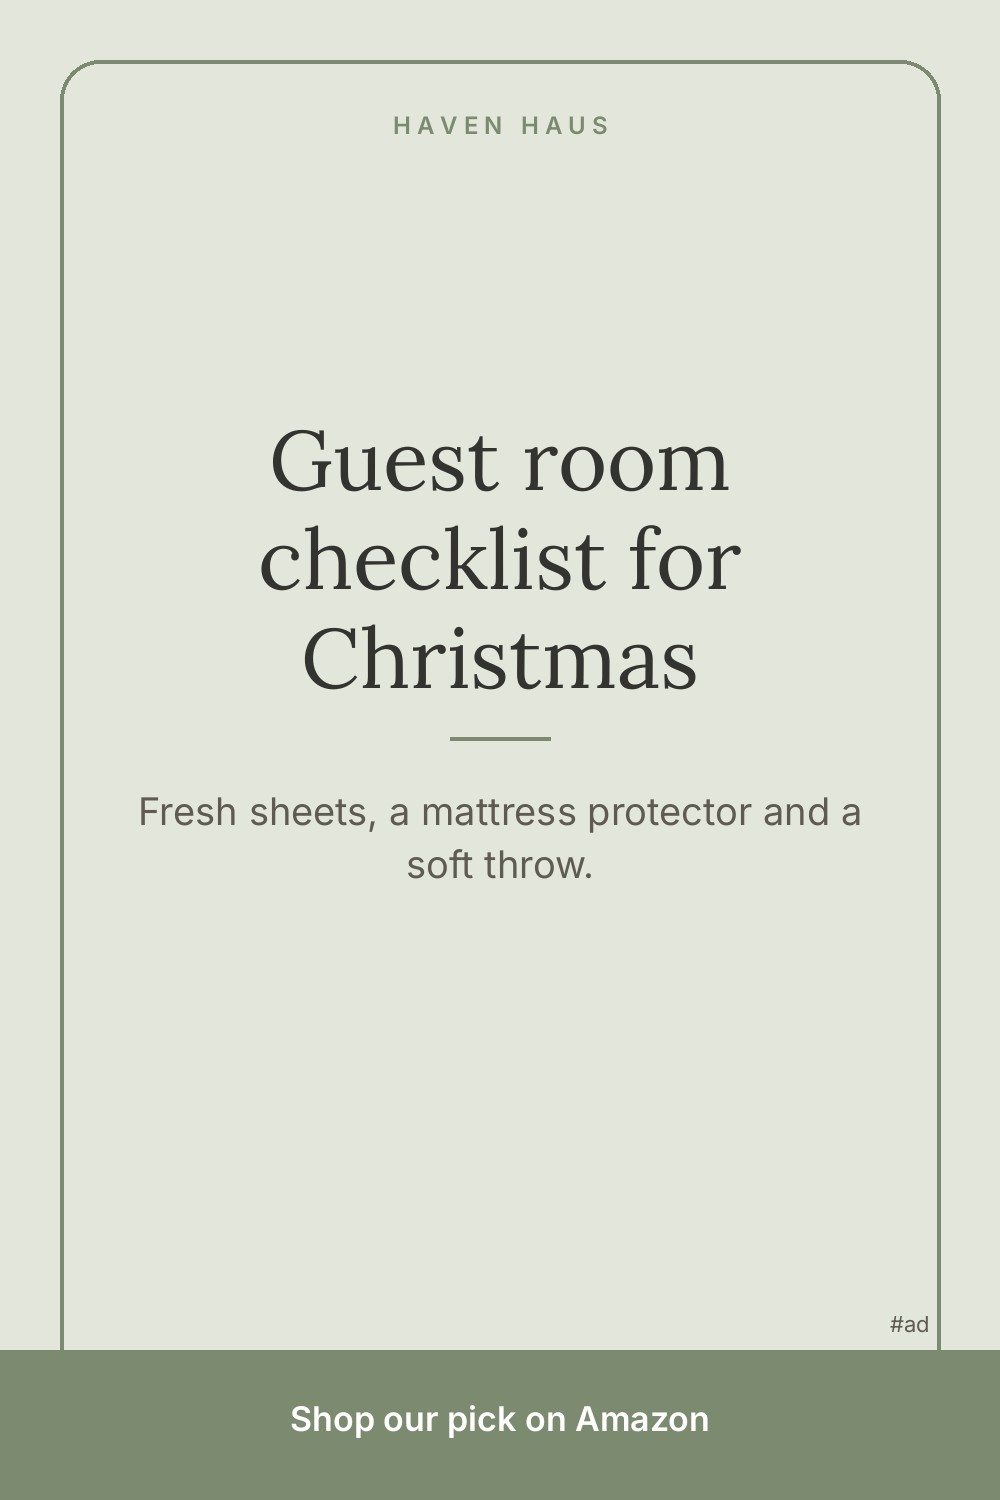 HAVEN HAUS
Guest room
checklist for
Christmas
Fresh sheets, a mattress protector and a
soft throw.
#ad
Shop our pick on Amazon